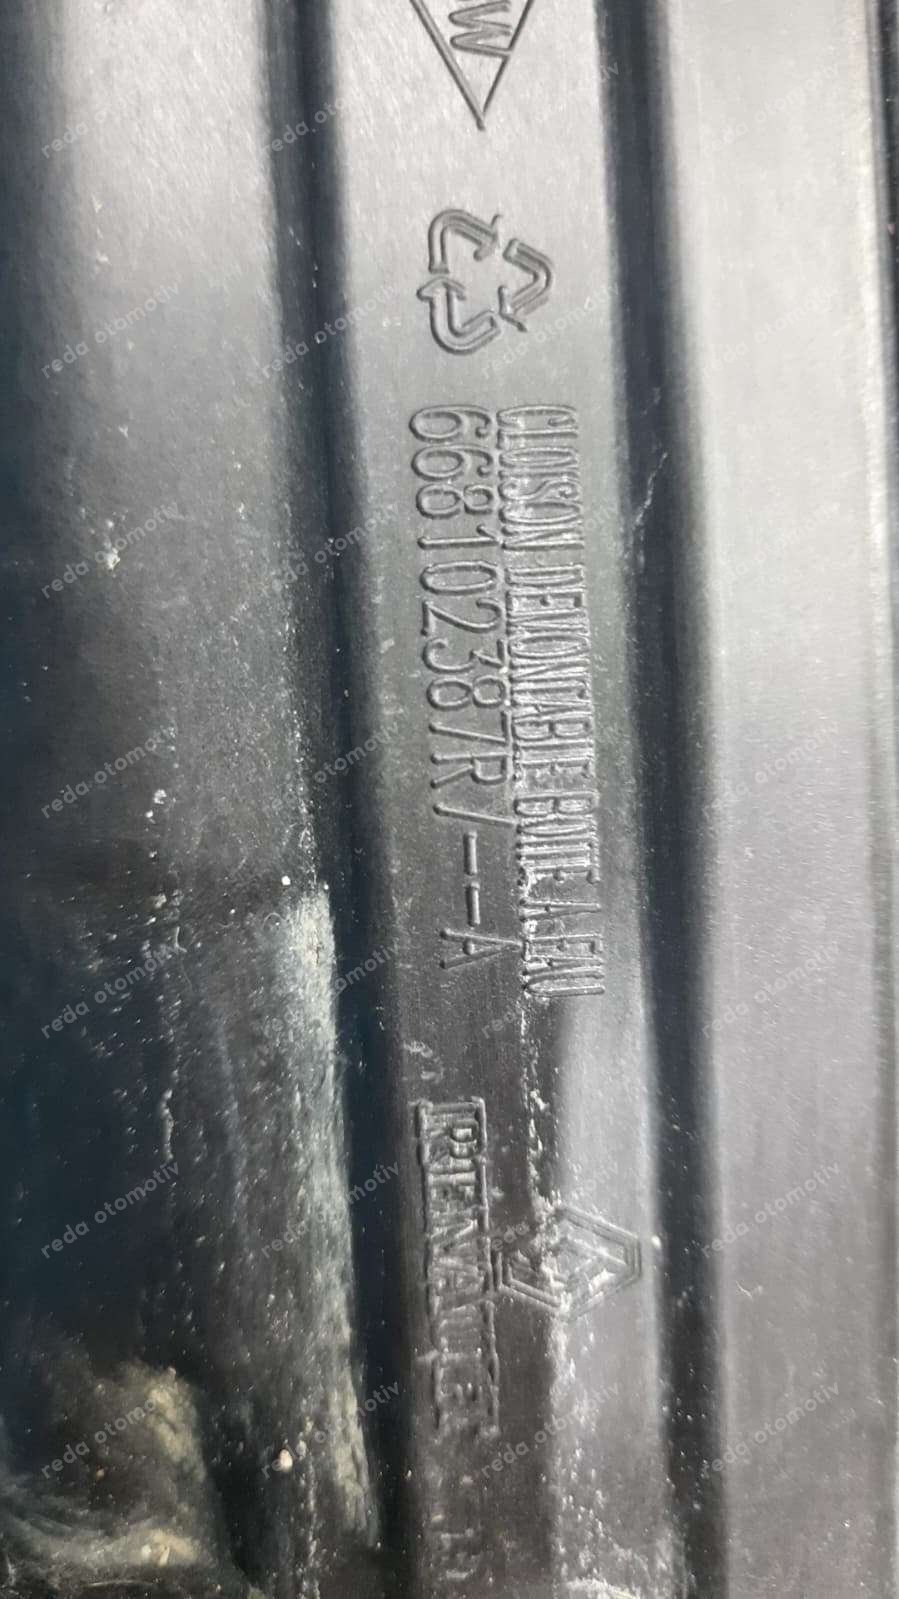 CLOISON DEMONTABLE BOITE A EAU
668102387R/--A
RENAULT
reda otomotiv